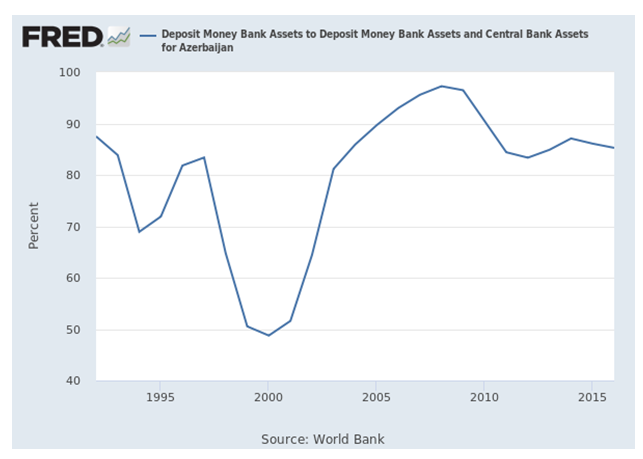 FRED
Deposit Money Bank Assets to Deposit Money Bank Assets and Central Bank Assets
for Azerbaijan
100
90
80
70
60
50
40
Percent
1995
2000
2005
2010
2015
Source: World Bank